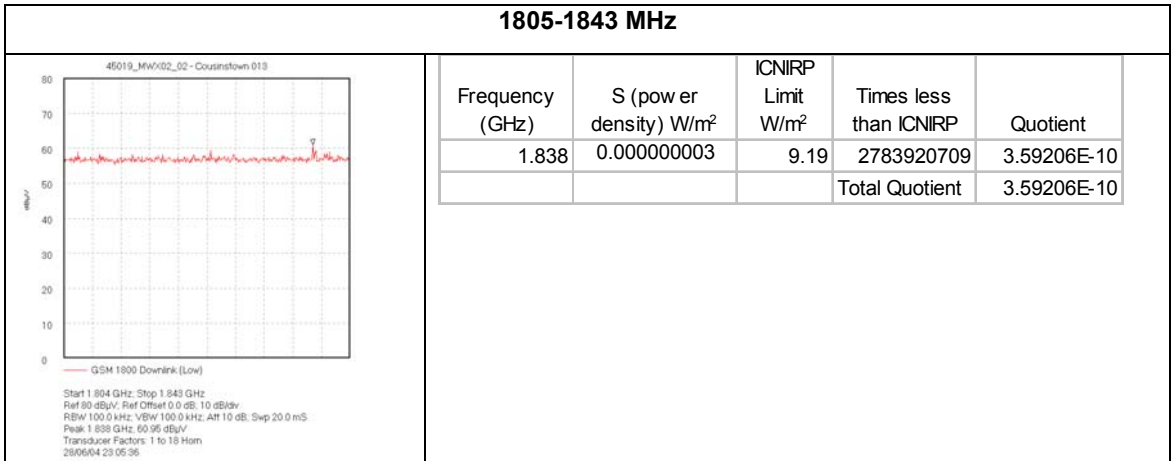 1805-1843 MHz
45019_MWX02_02 - Cousinstown 013
80
70
60
50
40
30
20
10
0
dBµV
GSM 1800 Downlink (Low)
Start 1.804 GHz; Stop 1.843 GHz
Ref 80 dBµV; Ref Offset 0.0 dB; 10 dB/div
RBW 100.0 kHz; VBW 100.0 kHz; Att 10 dB; Swp 20.0 mS
Peak 1.838 GHz, 60.95 dBµV
Transducer Factors: 1 to 18 Horn
28/06/04 23:05:36
Frequency (GHz) S (pow er density) W/m² ICNIRP Limit W/m² Times less than ICNIRP Quotient
1.838 0.000000003 9.19 2783920709 3.59206E-10
Total Quotient 3.59206E-10